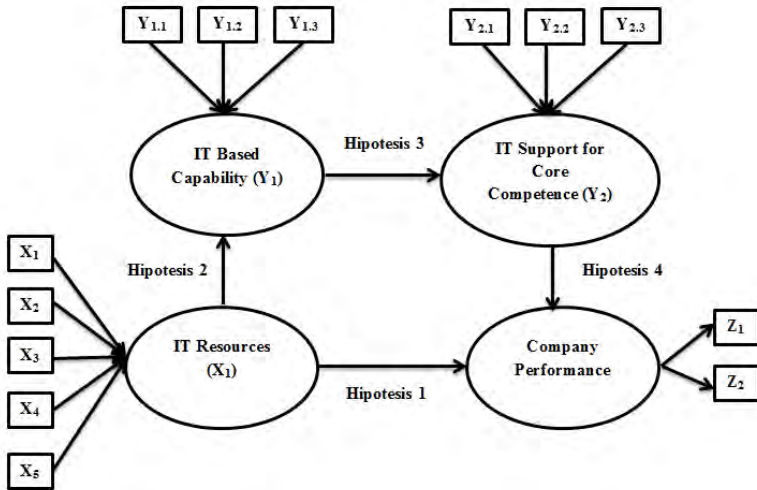 Y1.1 Y1.2 Y1.3
Y2.1 Y2.2 Y2.3
IT Based
Capability (Y1)
Hipotesis 3
IT Support for
Core
Competence (Y2)
X1
X2
X3
X4
X5
Hipotesis 2
Hipotesis 4
IT Resources
(X1)
Hipotesis 1
Company
Performance
Z1
Z2